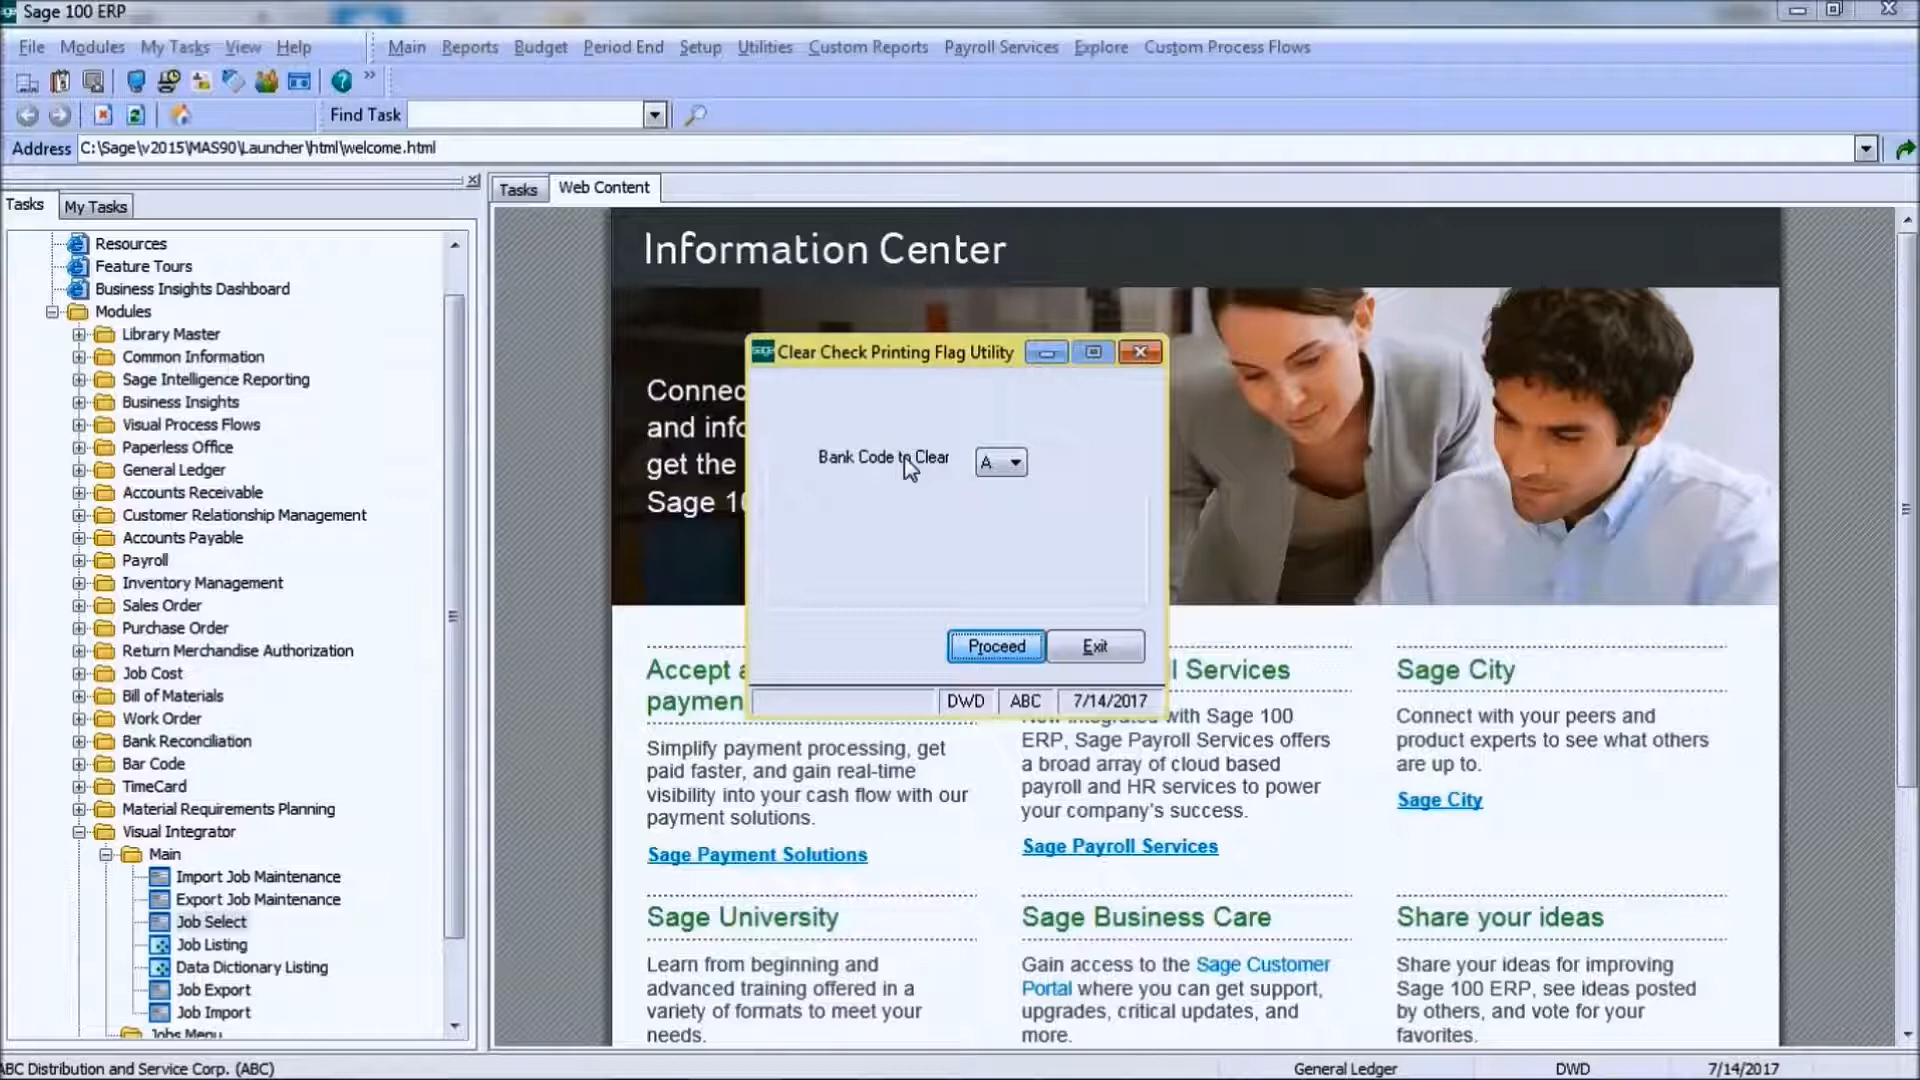 Sage 100 ERP
File Modules My Tasks View Help
Main Reports Budget Period End Setup Utilities Custom Reports Payroll Services Explore Custom Process Flows
Find Task
Address C:\Sage\v2015\MAS90\Launcher\html\welcome.html
Tasks My Tasks
Resources
Feature Tours
Business Insights Dashboard
Modules
Library Master
Common Information
Sage Intelligence Reporting
Business Insights
Visual Process Flows
Paperless Office
General Ledger
Accounts Receivable
Customer Relationship Management
Accounts Payable
Payroll
Inventory Management
Sales Order
Purchase Order
Return Merchandise Authorization
Job Cost
Bill of Materials
Work Order
Bank Reconciliation
Bar Code
TimeCard
Material Requirements Planning
Visual Integrator
Main
Import Job Maintenance
Export Job Maintenance
Job Select
Job Listing
Data Dictionary Listing
Job Export
Job Import
Jobs Menu
Tasks Web Content
Information Center
Connec
and info
get the
Sage 10
sage Clear Check Printing Flag Utility
Bank Code to Clear A
Proceed Exit
DWD ABC 7/14/2017
Accept a
paymen
Simplify payment processing, get
paid faster, and gain real-time
visibility into your cash flow with our
payment solutions.
Sage Payment Solutions
l Services
Now integrated with Sage 100
ERP, Sage Payroll Services offers
a broad array of cloud based
payroll and HR services to power
your company's success.
Sage Payroll Services
Sage City
Connect with your peers and
product experts to see what others
are up to.
Sage City
Sage University
Learn from beginning and
advanced training offered in a
variety of formats to meet your
needs.
Sage Business Care
Gain access to the Sage Customer
Portal where you can get support,
upgrades, critical updates, and
more.
Share your ideas
Share your ideas for improving
Sage 100 ERP, see ideas posted
by others, and vote for your
favorites.
ABC Distribution and Service Corp. (ABC)
General Ledger DWD 7/14/2017